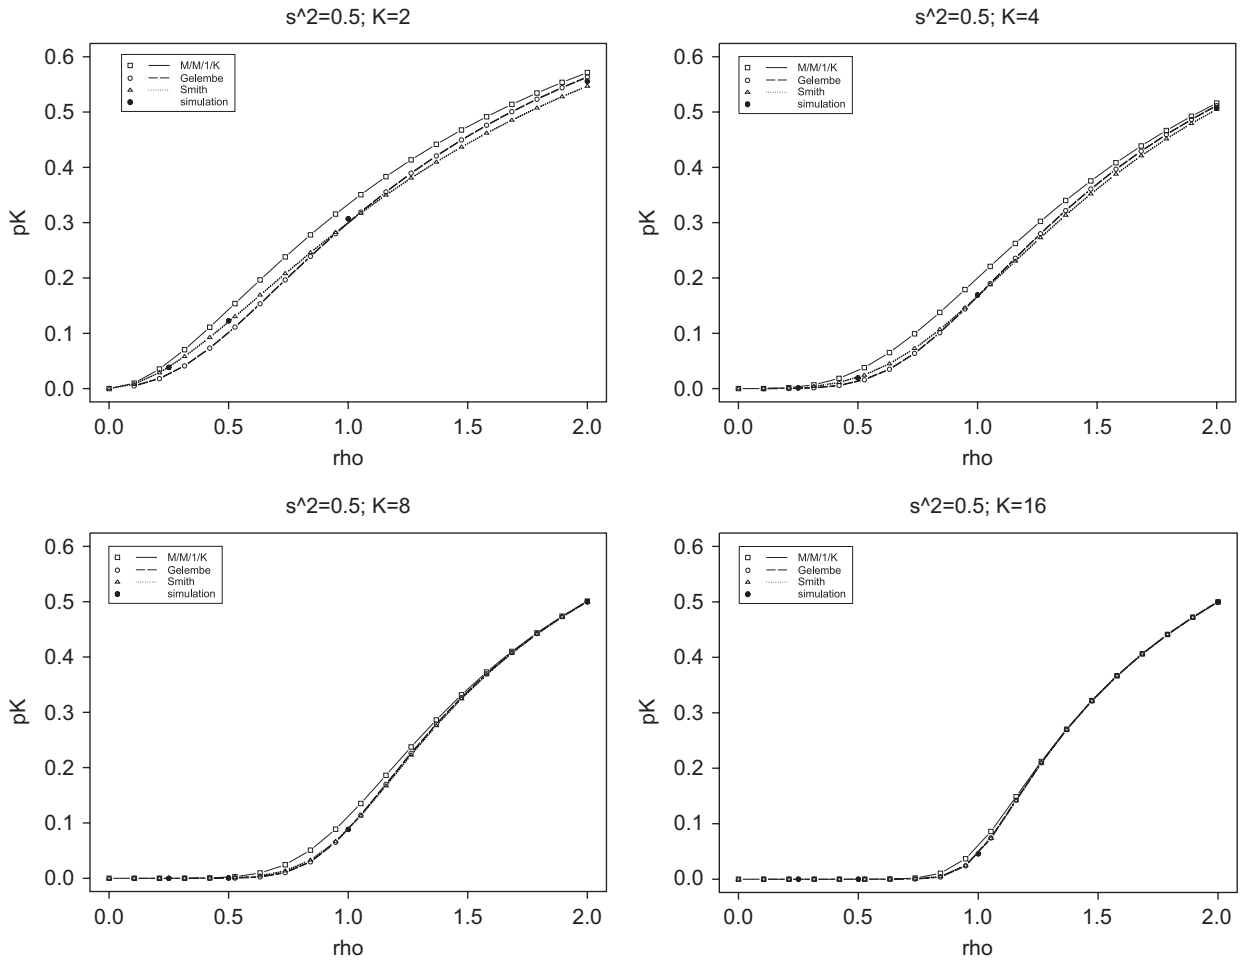 s^2=0.5; K=2
0.6
0.5
0.4
0.3
0.2
0.1
0.0
pK
M/M/1/K
Gelembe
Smith
simulation
0.0 0.5 1.0 1.5 2.0
rho
s^2=0.5; K=4
0.6
0.5
0.4
0.3
0.2
0.1
0.0
pK
M/M/1/K
Gelembe
Smith
simulation
0.0 0.5 1.0 1.5 2.0
rho
s^2=0.5; K=8
0.6
0.5
0.4
0.3
0.2
0.1
0.0
pK
M/M/1/K
Gelembe
Smith
simulation
0.0 0.5 1.0 1.5 2.0
rho
s^2=0.5; K=16
0.6
0.5
0.4
0.3
0.2
0.1
0.0
pK
M/M/1/K
Gelembe
Smith
simulation
0.0 0.5 1.0 1.5 2.0
rho